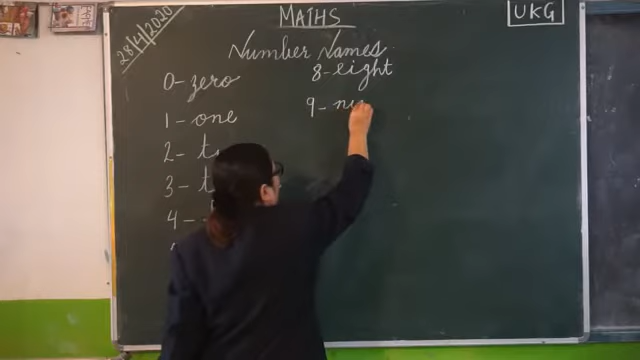 28/4/2020
MATHS
UKG
Number Names
0- zero
1- one
2-
3-
4-
8- eight
9-